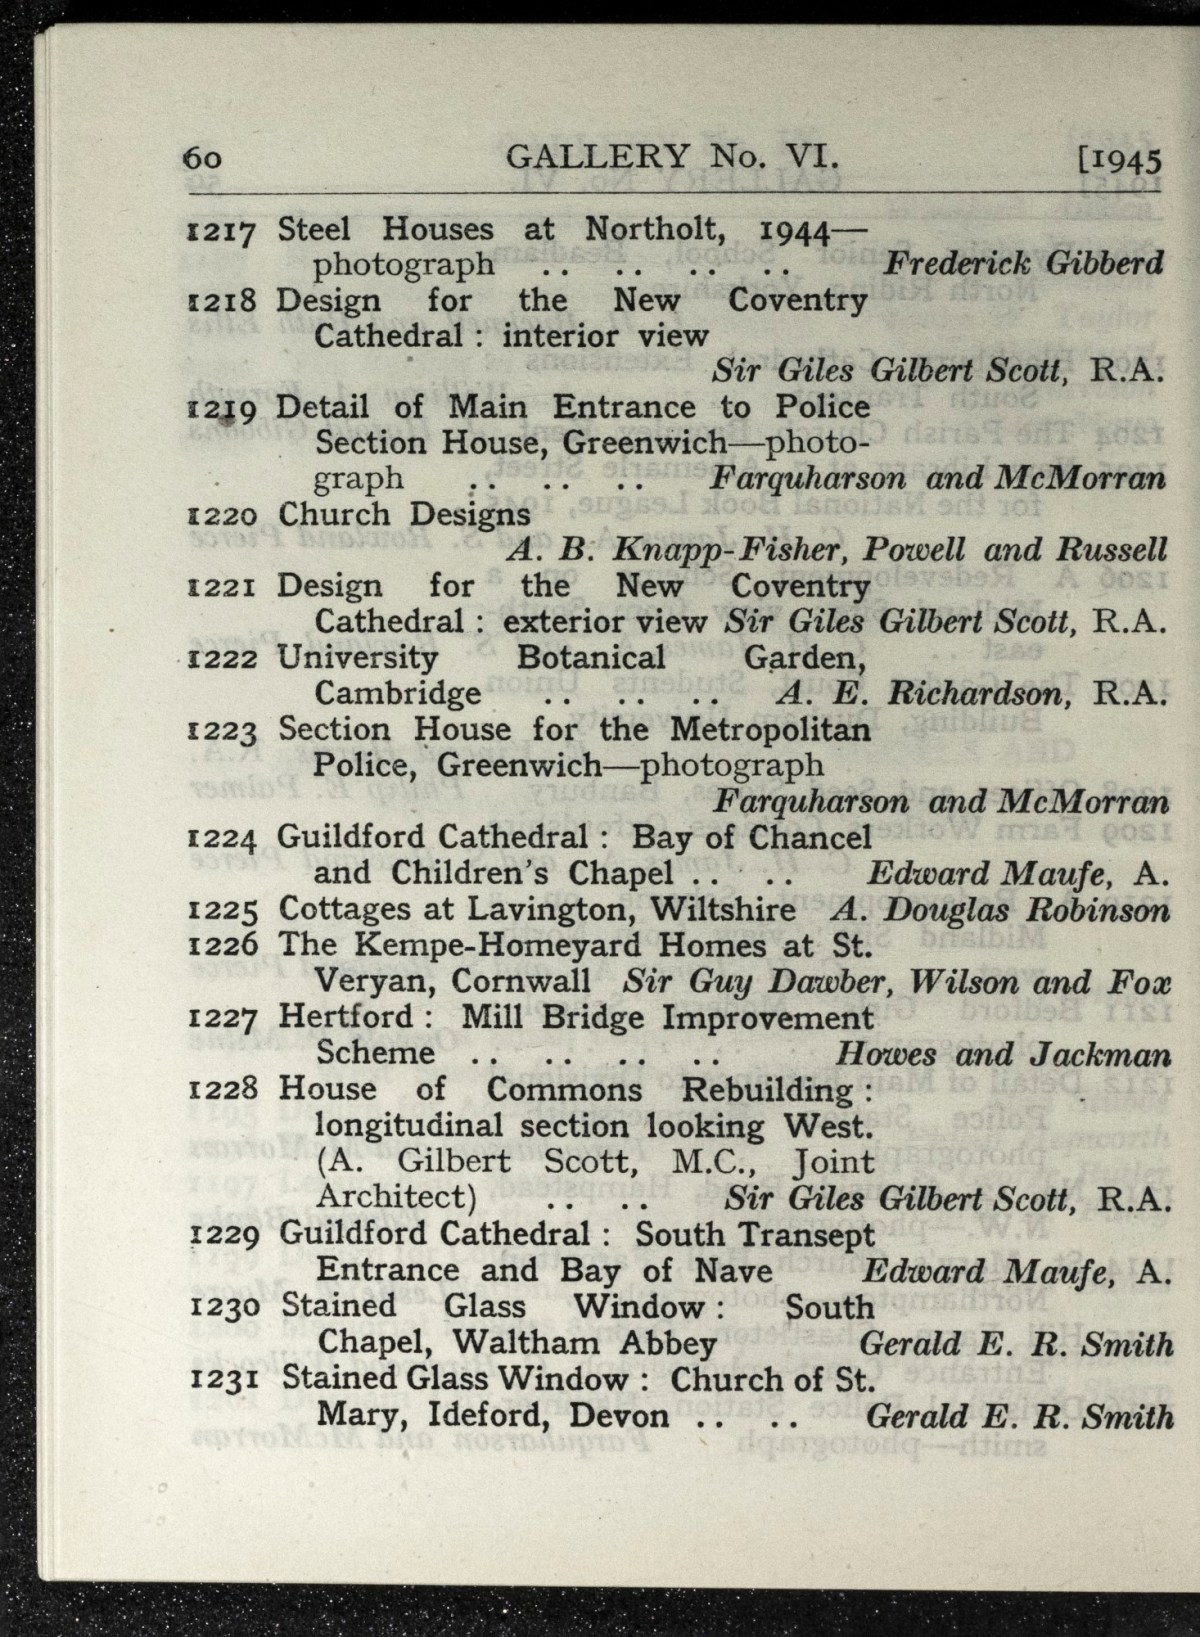 60 GALLERY No. VI. [1945
1217 Steel Houses at Northolt, 1944—
photograph .. .. .. .. Frederick Gibberd
1218 Design for the New Coventry
Cathedral : interior view
Sir Giles Gilbert Scott, R.A.
1219 Detail of Main Entrance to Police
Section House, Greenwich—photo-
graph .. .. .. Farquharson and McMorran
1220 Church Designs
A. B. Knapp-Fisher, Powell and Russell
1221 Design for the New Coventry
Cathedral : exterior view Sir Giles Gilbert Scott, R.A.
1222 University Botanical Garden,
Cambridge .. .. .. A. E. Richardson, R.A.
1223 Section House for the Metropolitan
Police, Greenwich—photograph
Farquharson and McMorran
1224 Guildford Cathedral : Bay of Chancel
and Children's Chapel .. .. Edward Maufe, A.
1225 Cottages at Lavington, Wiltshire A. Douglas Robinson
1226 The Kempe-Homeyard Homes at St.
Veryan, Cornwall Sir Guy Dawber, Wilson and Fox
1227 Hertford : Mill Bridge Improvement
Scheme .. .. .. .. Howes and Jackman
1228 House of Commons Rebuilding :
longitudinal section looking West.
(A. Gilbert Scott, M.C., Joint
Architect) .. .. Sir Giles Gilbert Scott, R.A.
1229 Guildford Cathedral : South Transept
Entrance and Bay of Nave Edward Maufe, A.
1230 Stained Glass Window : South
Chapel, Waltham Abbey Gerald E. R. Smith
1231 Stained Glass Window : Church of St.
Mary, Ideford, Devon .. .. Gerald E. R. Smith